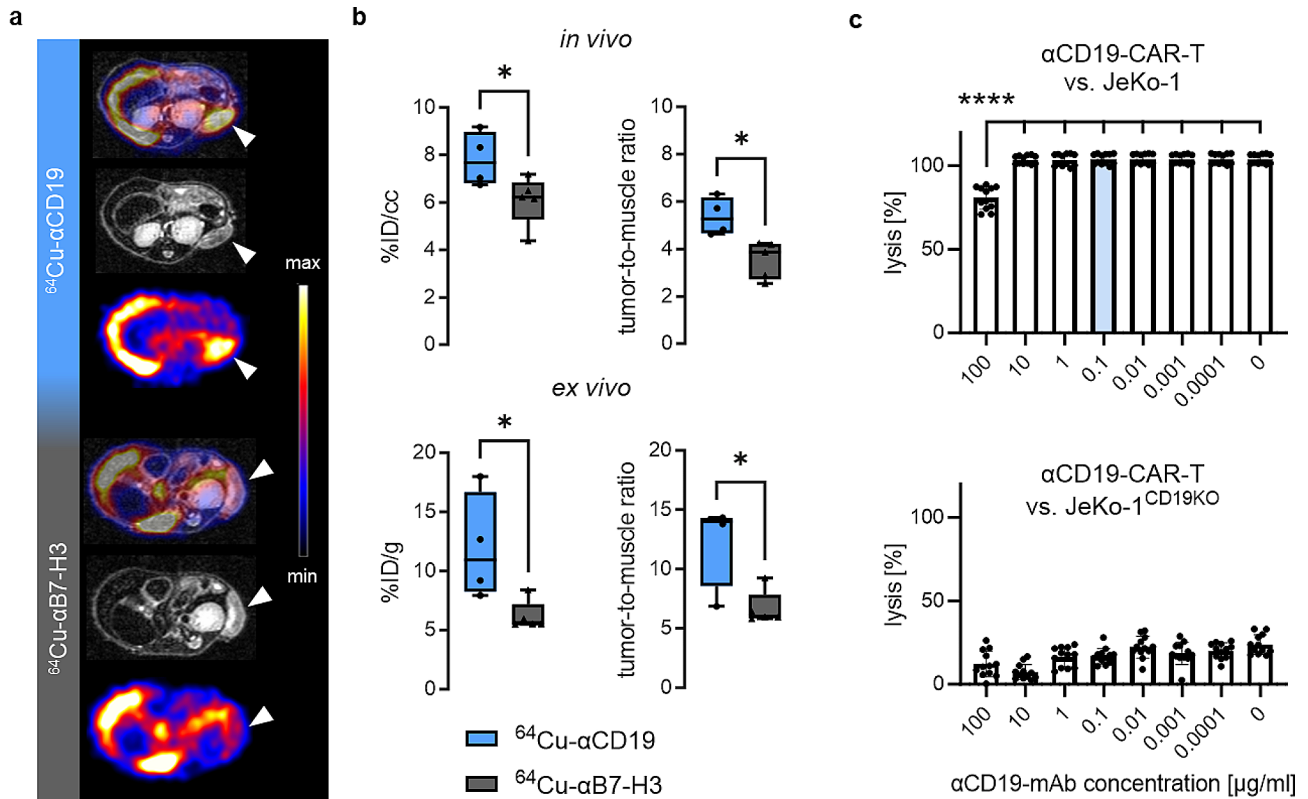 a
⁶⁴Cu-αCD19
⁶⁴Cu-αB7-H3
max
min
b
in vivo
%ID/cc
10
8
6
4
2
0
*
tumor-to-muscle ratio
10
8
6
4
2
0
*
ex vivo
%ID/g
20
15
10
5
0
*
tumor-to-muscle ratio
20
15
10
5
0
*
⁶⁴Cu-αCD19
⁶⁴Cu-αB7-H3
c
αCD19-CAR-T
vs. JeKo-1
****
lysis [%]
100
50
0
100
10
1
0.1
0.01
0.001
0.0001
0
αCD19-CAR-T
vs. JeKo-1^CD19KO
lysis [%]
100
50
0
100
10
1
0.1
0.01
0.001
0.0001
0
αCD19-mAb concentration [µg/ml]